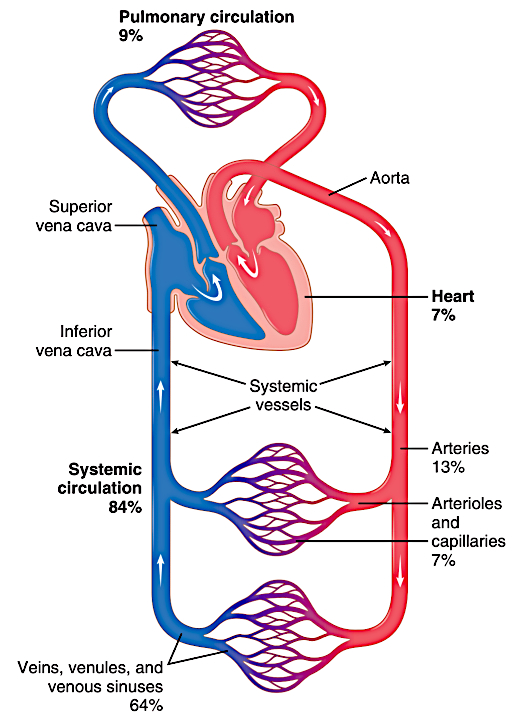 Pulmonary circulation
9%
Aorta
Superior
vena cava
Heart
7%
Inferior
vena cava
Systemic
vessels
Arteries
13%
Systemic
circulation
84%
Arterioles
and
capillaries
7%
Veins, venules, and
venous sinuses
64%